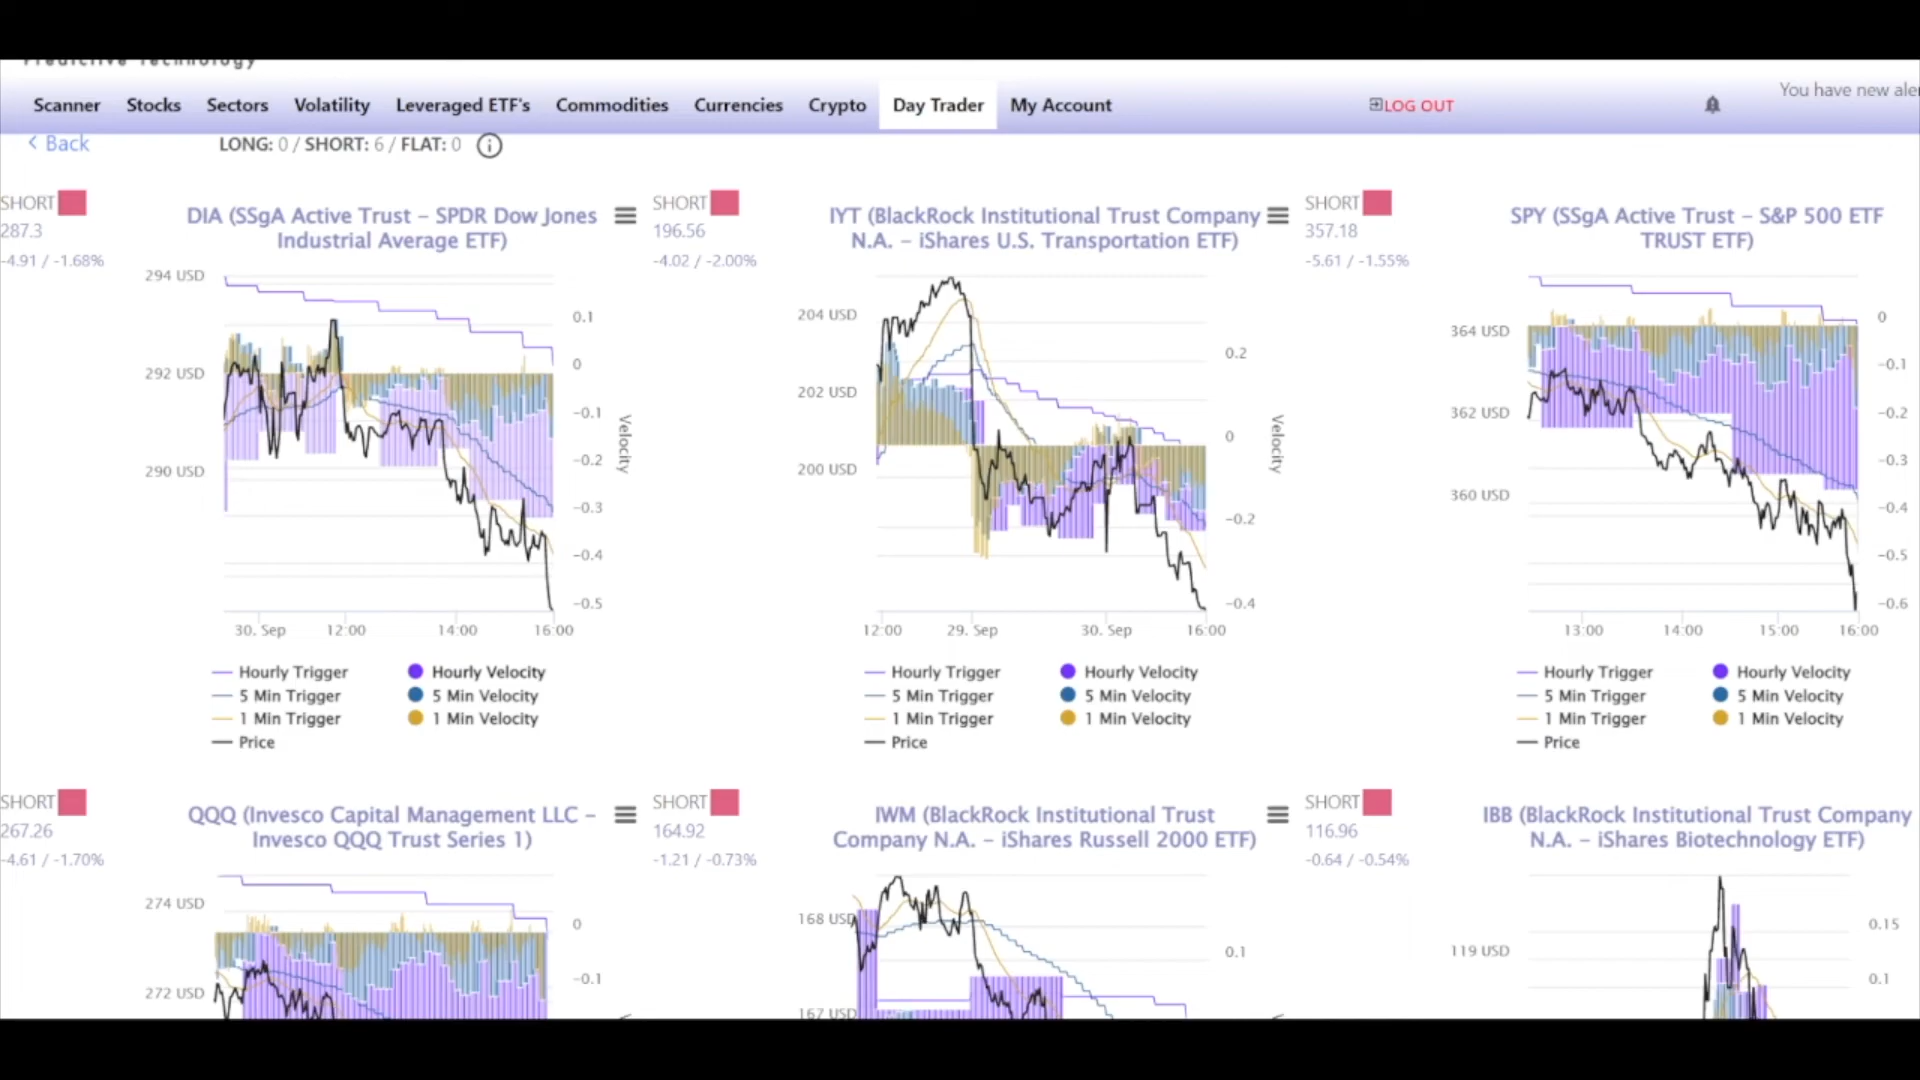 Predictive Technology
Scanner Stocks Sectors Volatility Leveraged ETF's Commodities Currencies Crypto Day Trader My Account LOG OUT
You have new aler
< Back
LONG: 0 / SHORT: 6 / FLAT: 0
SHORT
287.3
-4.91 / -1.68%
DIA (SSgA Active Trust – SPDR Dow Jones
Industrial Average ETF)
294 USD
292 USD
290 USD
0.1
0
-0.1
-0.2
-0.3
-0.4
-0.5
Velocity
30. Sep 12:00 14:00 16:00
Hourly Trigger Hourly Velocity
5 Min Trigger 5 Min Velocity
1 Min Trigger 1 Min Velocity
Price
SHORT
196.56
-4.02 / -2.00%
IYT (BlackRock Institutional Trust Company
N.A. – iShares U.S. Transportation ETF)
204 USD
202 USD
200 USD
0.2
0
-0.2
-0.4
Velocity
12:00 29. Sep 30. Sep 16:00
Hourly Trigger Hourly Velocity
5 Min Trigger 5 Min Velocity
1 Min Trigger 1 Min Velocity
Price
SHORT
357.18
-5.61 / -1.55%
SPY (SSgA Active Trust – S&P 500 ETF
TRUST ETF)
364 USD
362 USD
360 USD
0
-0.1
-0.2
-0.3
-0.4
-0.5
-0.6
13:00 14:00 15:00 16:00
Hourly Trigger Hourly Velocity
5 Min Trigger 5 Min Velocity
1 Min Trigger 1 Min Velocity
Price
SHORT
267.26
-4.61 / -1.70%
QQQ (Invesco Capital Management LLC –
Invesco QQQ Trust Series 1)
274 USD
272 USD
0
-0.1
SHORT
164.92
-1.21 / -0.73%
IWM (BlackRock Institutional Trust
Company N.A. – iShares Russell 2000 ETF)
168 USD
167 USD
0.1
SHORT
116.96
-0.64 / -0.54%
IBB (BlackRock Institutional Trust Company
N.A. – iShares Biotechnology ETF)
119 USD
0.15
0.1